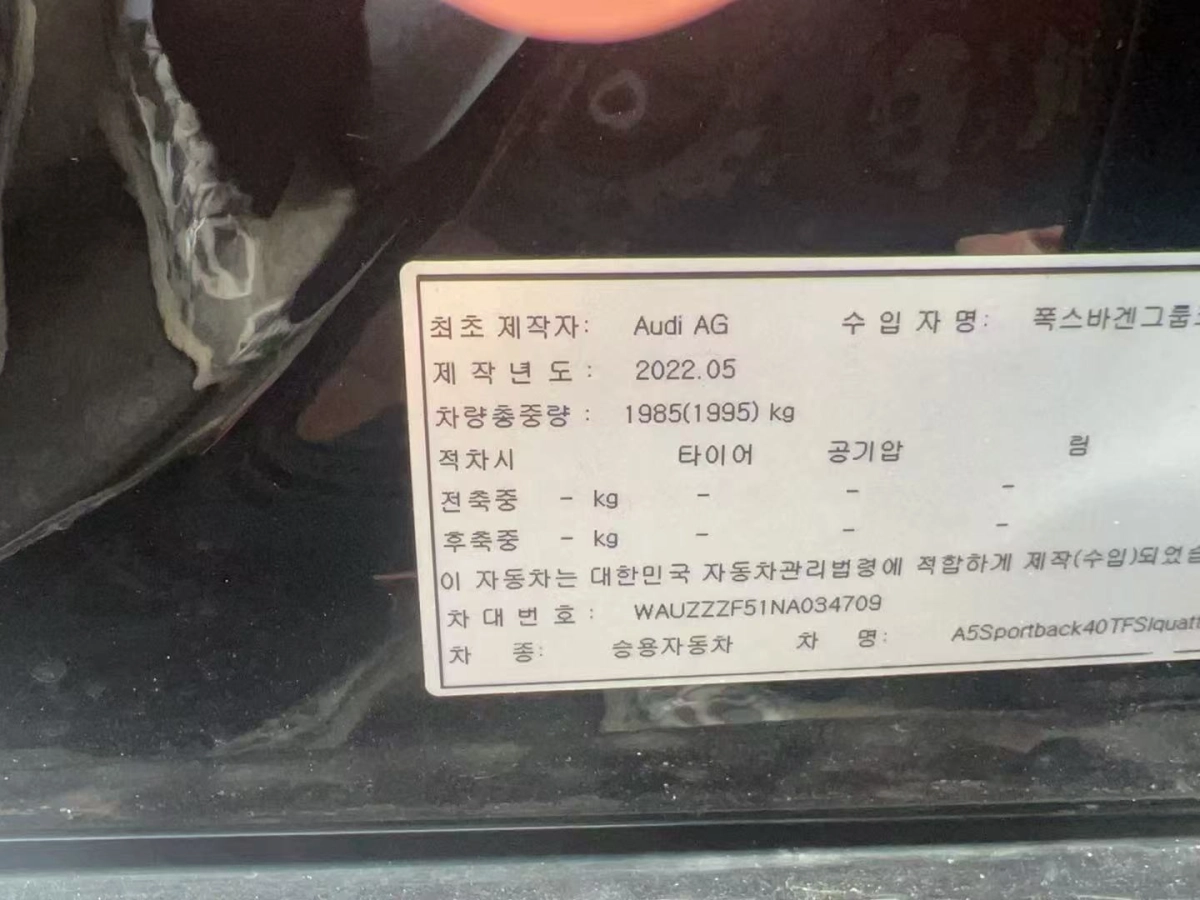 최초 제작자: Audi AG 수 입 자 명: 폭스바겐그룹
제 작 년 도 : 2022.05
차량총중량 : 1985(1995) kg
적차시 타이어 공기압 림
전축중 - kg - - -
후축중 - kg - - -
이 자동차는 대한민국 자동차관리법령에 적합하게 제작(수입)되었습
차 대 번 호 : WAUZZZF51NA034709
차 종: 승용자동차 차 명: A5Sportback40TFSIquatt